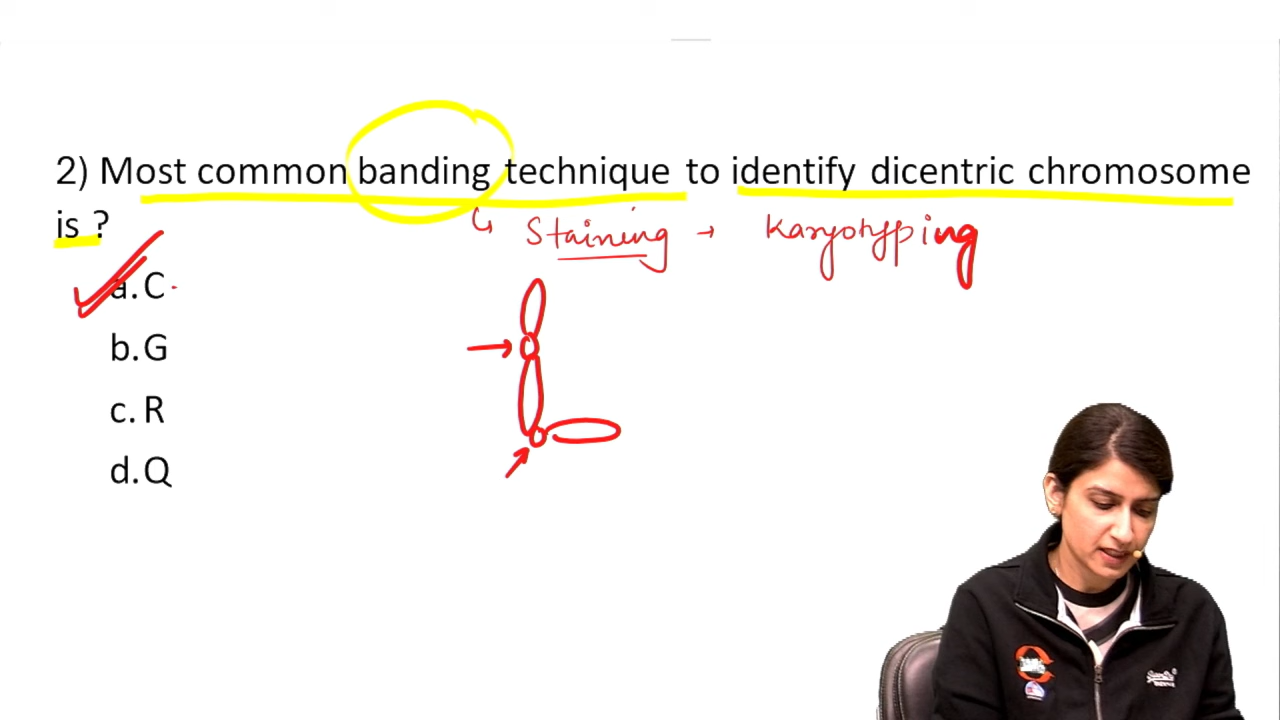 2) Most common banding technique to identify dicentric chromosome
is ?
↳ Staining → Karyotyping
a. C
b. G
c. R
d. Q